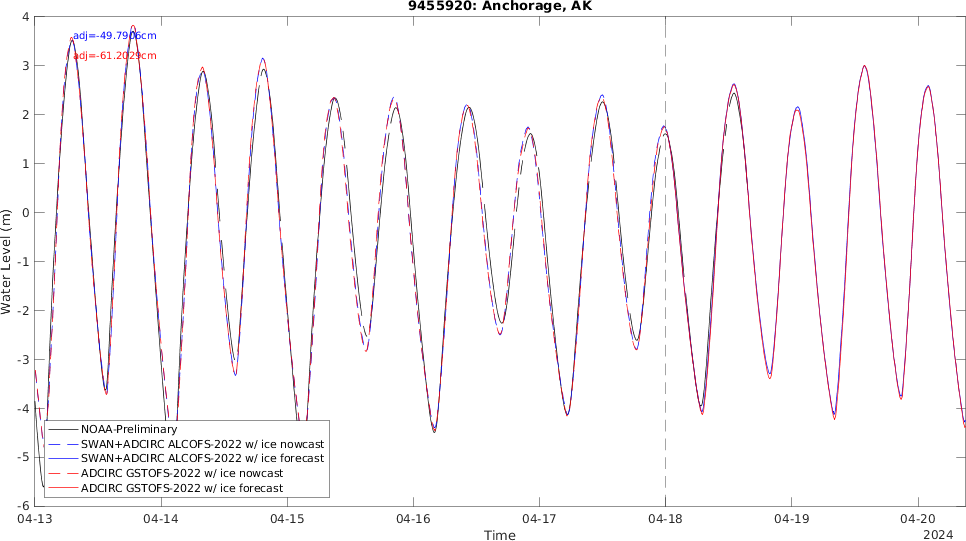 9455920: Anchorage, AK
adj=-49.7906cm
adj=-61.2029cm
4
3
2
1
0
-1
-2
-3
-4
-5
-6
Water Level (m)
NOAA-Preliminary
SWAN+ADCIRC ALCOFS-2022 w/ ice nowcast
SWAN+ADCIRC ALCOFS-2022 w/ ice forecast
ADCIRC GSTOFS-2022 w/ ice nowcast
ADCIRC GSTOFS-2022 w/ ice forecast
04-13 04-14 04-15 04-16 04-17 04-18 04-19 04-20
Time
2024